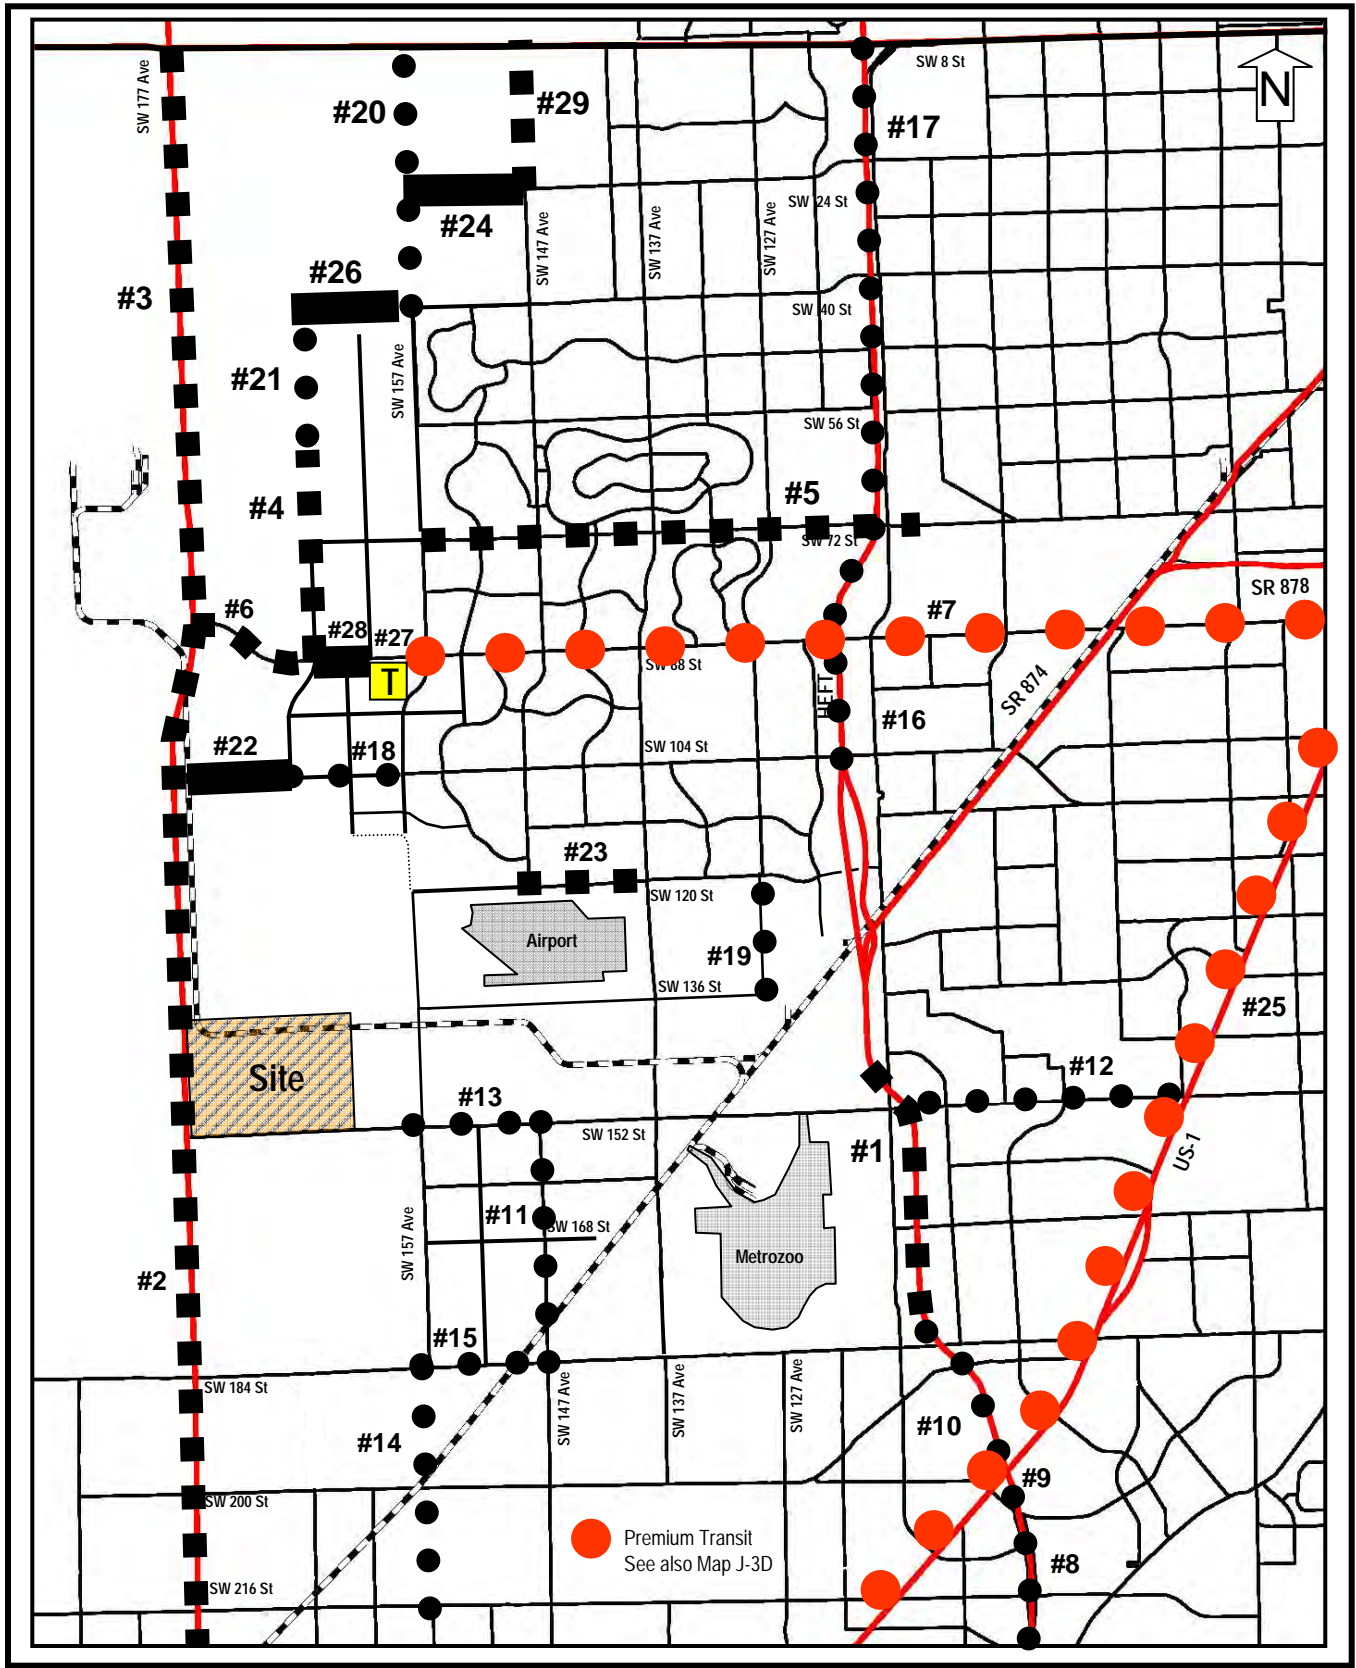 SW 8 St
N
SW 177 Ave
#20
#29
#17
SW 24 St
#24
SW 147 Ave
SW 137 Ave
SW 127 Ave
#26
#3
SW 40 St
#21
SW 157 Ave
SW 56 St
#5
#4
SW 72 St
SR 878
#6
#7
#28
#27
SW 88 St
T
SR 874
HEFT
#16
#22
#18
SW 104 St
#23
SW 120 St
Airport
#19
SW 136 St
#25
Site
#12
#13
SW 152 St
#1
US-1
#11
SW 168 St
SW 157 Ave
Metrozoo
#2
#15
SW 184 St
SW 147 Ave
SW 137 Ave
SW 127 Ave
#10
#14
#9
SW 200 St
Premium Transit
See also Map J-3D
#8
SW 216 St